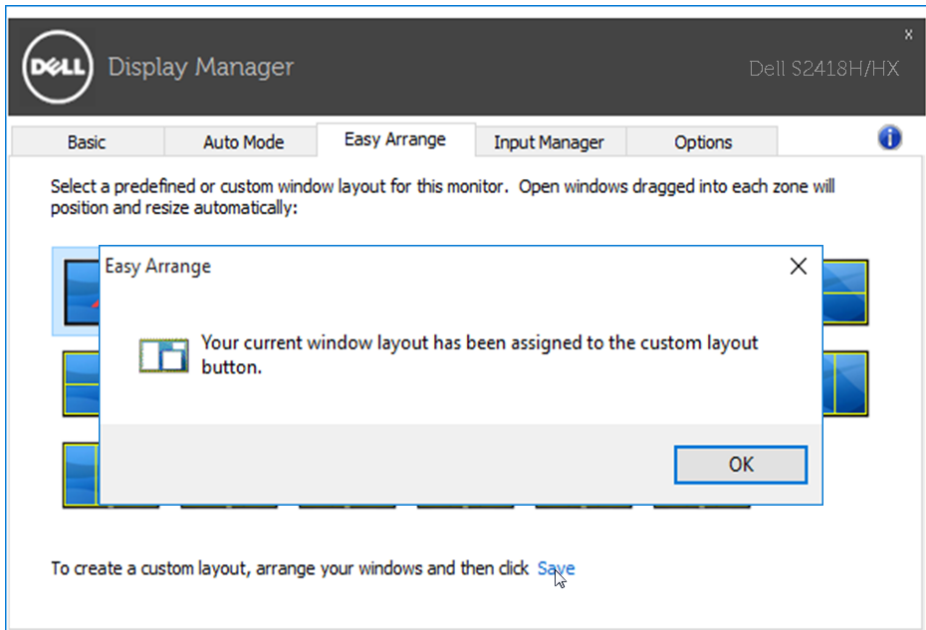 x
DELL Display Manager
Dell S2418H/HX
Basic Auto Mode Easy Arrange Input Manager Options i
Select a predefined or custom window layout for this monitor. Open windows dragged into each zone will
position and resize automatically:
Easy Arrange
Your current window layout has been assigned to the custom layout
button.
OK
To create a custom layout, arrange your windows and then click Save